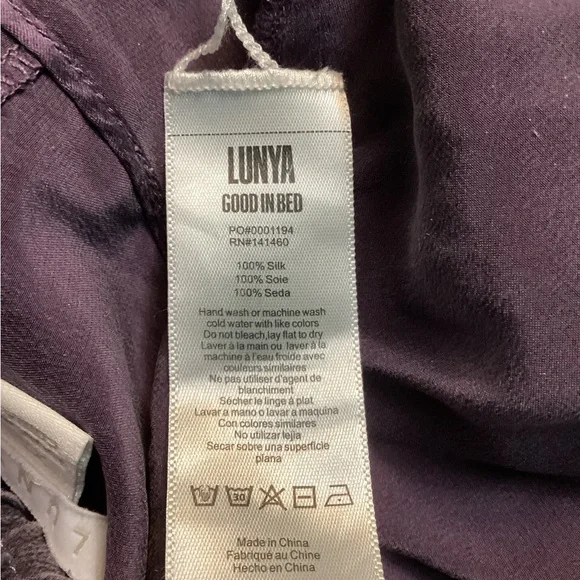 LUNYA
GOOD IN BED
PO#0001194
RN#141460
100% Silk
100% Soie
100% Seda
Hand wash or machine wash
cold water with like colors
Do not bleach,lay flat to dry
Laver à la main ou laver à la
machine à l'eau froide avec
couleurs similaires
Ne pas utiliser d'agent de
blanchiment
Sécher le linge à plat
Lavar a mano o lavar a maquina
Con colores similares
No utilizar lejia
Secar sobre una superficie
plana
30
Made in China
Fabriqué au Chine
Hecho en China